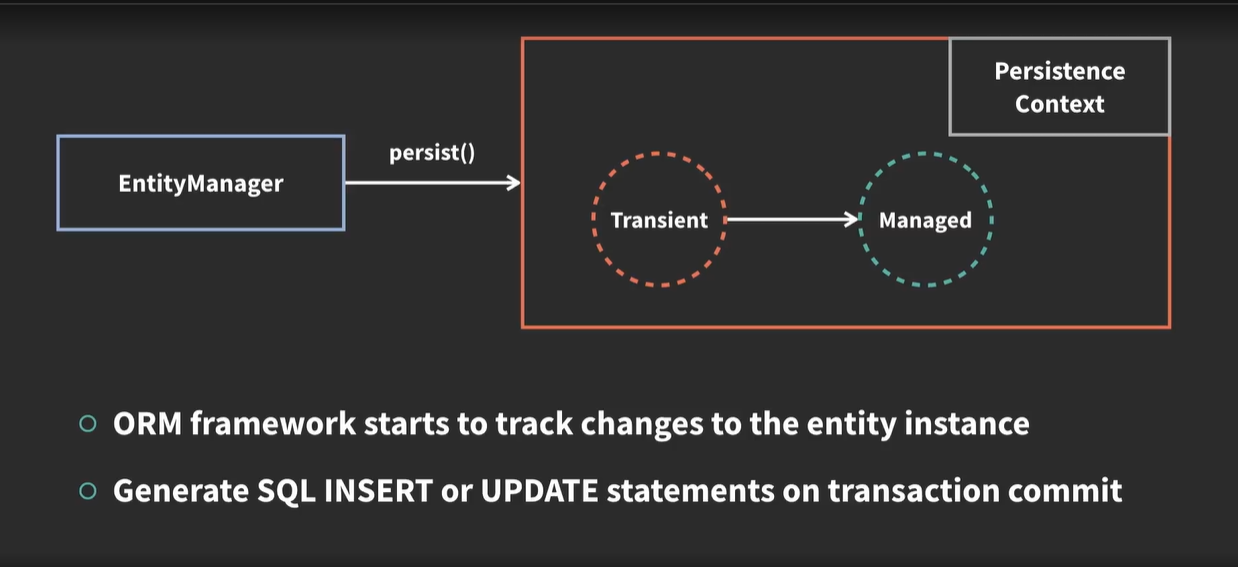 Persistence
Context
persist()
EntityManager
Transient
Managed
ORM framework starts to track changes to the entity instance
Generate SQL INSERT or UPDATE statements on transaction commit